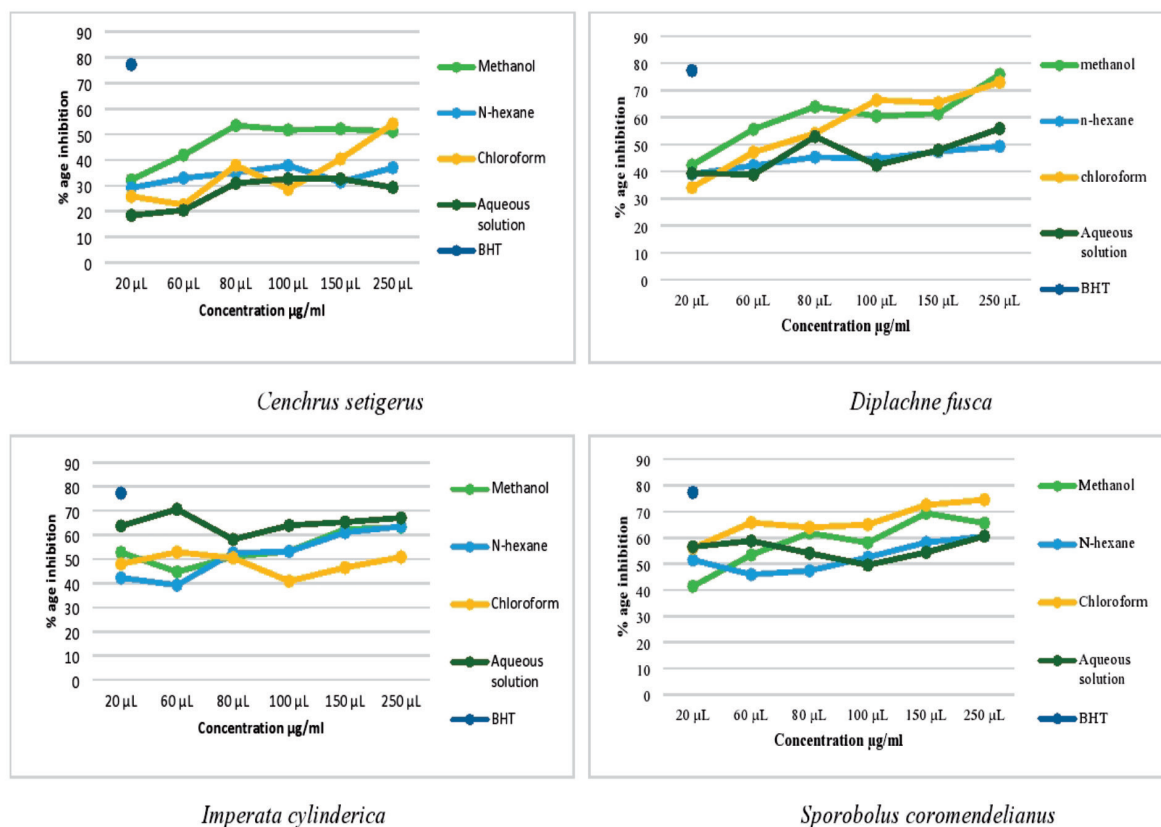 90
80
70
60
50
40
30
20
10
0
% age inhibition
20 µL 60 µL 80 µL 100 µL 150 µL 250 µL
Concentration µg/ml
Methanol
N-hexane
Chloroform
Aqueous
solution
BHT
Cenchrus setigerus
90
80
70
60
50
40
30
20
10
0
% age inhibition
20 µL 60 µL 80 µL 100 µL 150 µL 250 µL
Concentration µg/ml
methanol
n-hexane
chloroform
Aqueous
solution
BHT
Diplachne fusca
90
80
70
60
50
40
30
20
10
0
% age inhibition
20 µL 60 µL 80 µL 100 µL 150 µL 250 µL
Concentration µg/ml
Methanol
N-hexane
Chloroform
Aqueous
solution
BHT
Imperata cylinderica
90
80
70
60
50
40
30
20
10
0
% age inhibition
20 µL 60 µL 80 µL 100 µL 150 µL 250 µL
Concentration µg/ml
Methanol
N-hexane
Chloroform
Aqueous
solution
BHT
Sporobolus coromendelianus